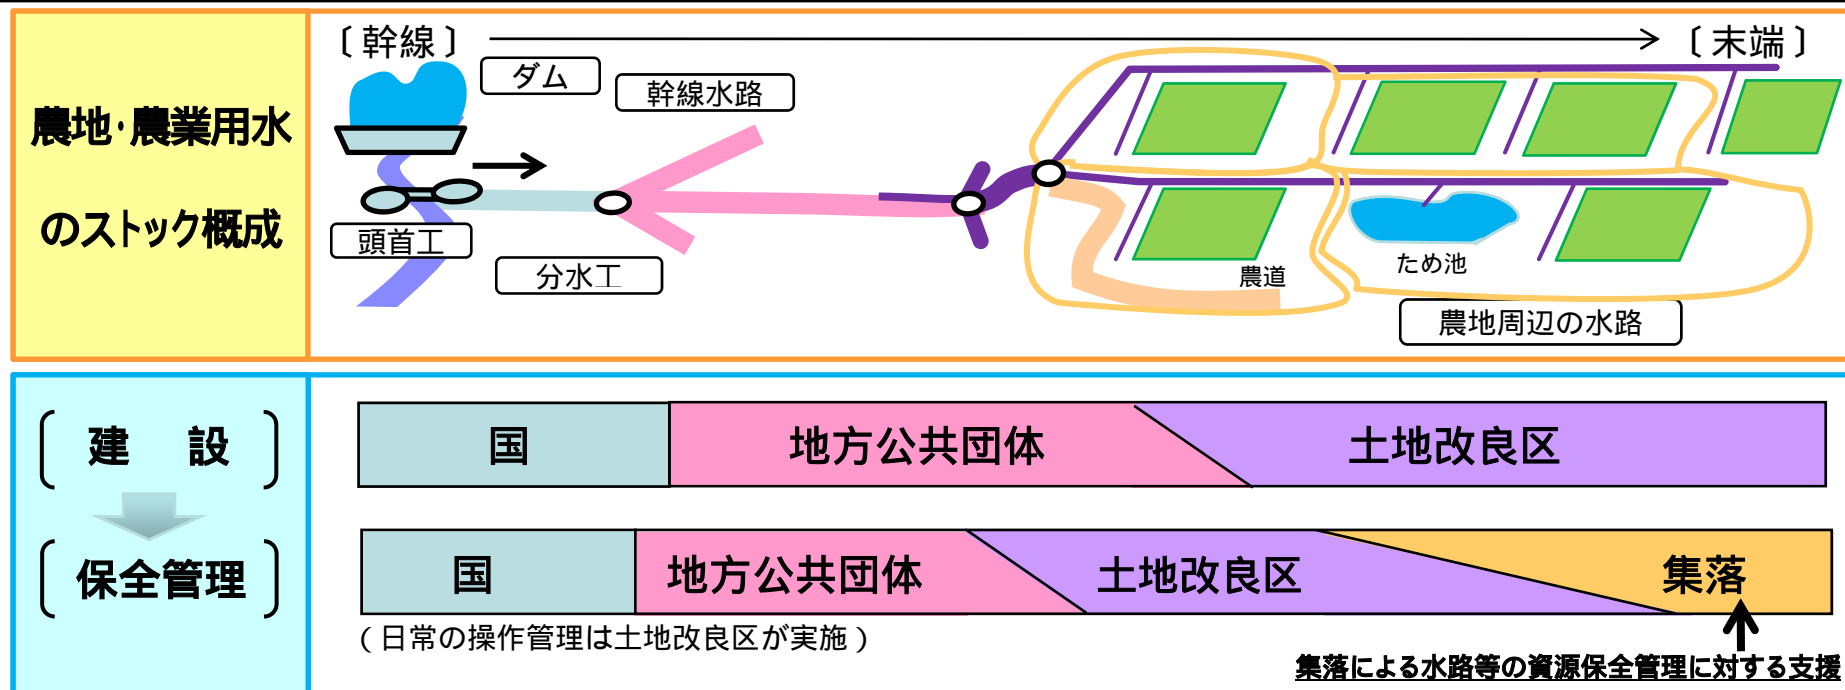 農地・農業用水
のストック概成
〔幹線〕
〔末端〕
ダム
幹線水路
頭首工
分水工
農道
ため池
農地周辺の水路
〔建　設〕
〔保全管理〕
国
地方公共団体
土地改良区
国
地方公共団体
土地改良区
集落
（日常の操作管理は土地改良区が実施）
集落による水路等の資源保全管理に対する支援